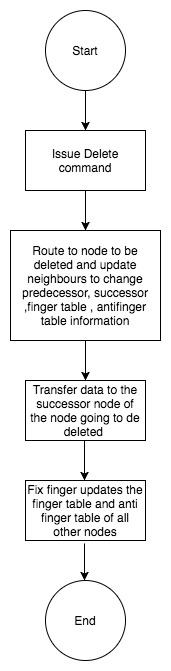 Start
Issue Delete
command
Route to node to be
deleted and update
neighbours to change
predecessor, successor
,finger table , antifinger
table information
Transfer data to the
successor node of
the node going to de
deleted
Fix finger updates the
finger table and anti
finger table of all
other nodes
End